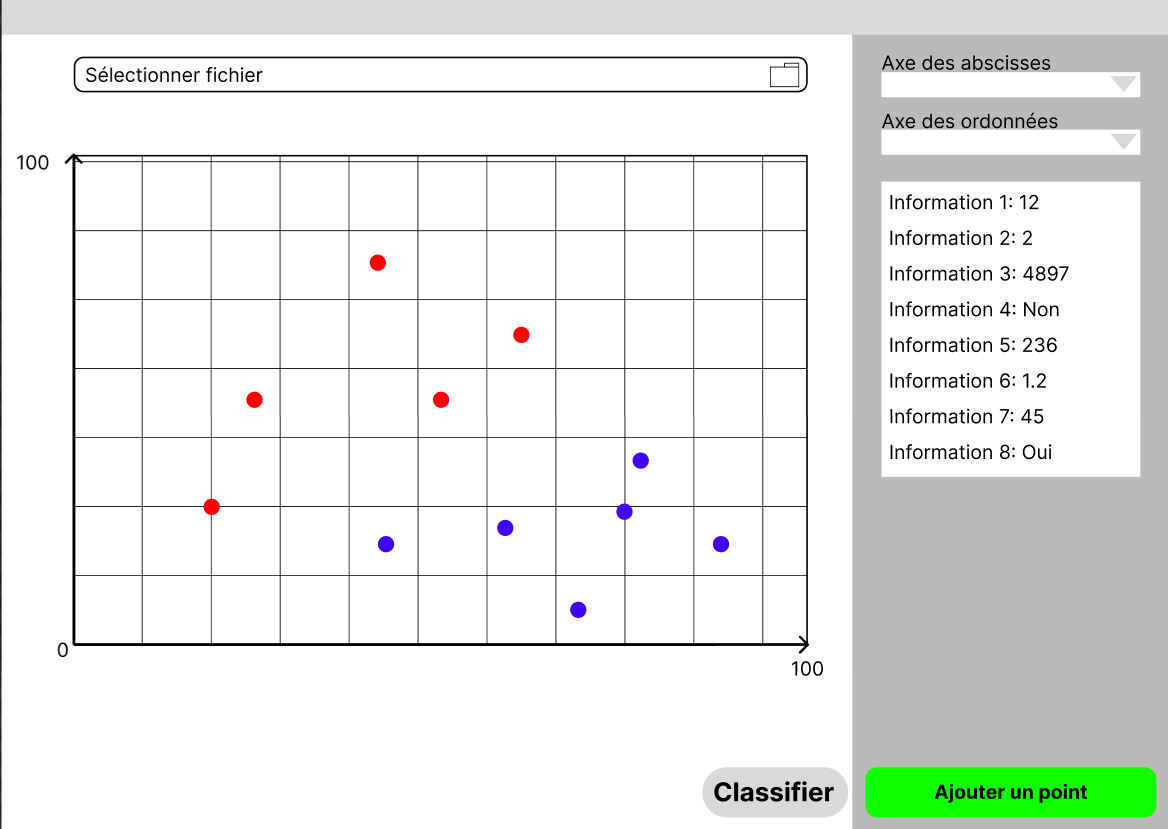 Sélectionner fichier
100
0
100
Axe des abscisses
Axe des ordonnées
Information 1: 12
Information 2: 2
Information 3: 4897
Information 4: Non
Information 5: 236
Information 6: 1.2
Information 7: 45
Information 8: Oui
Classifier
Ajouter un point